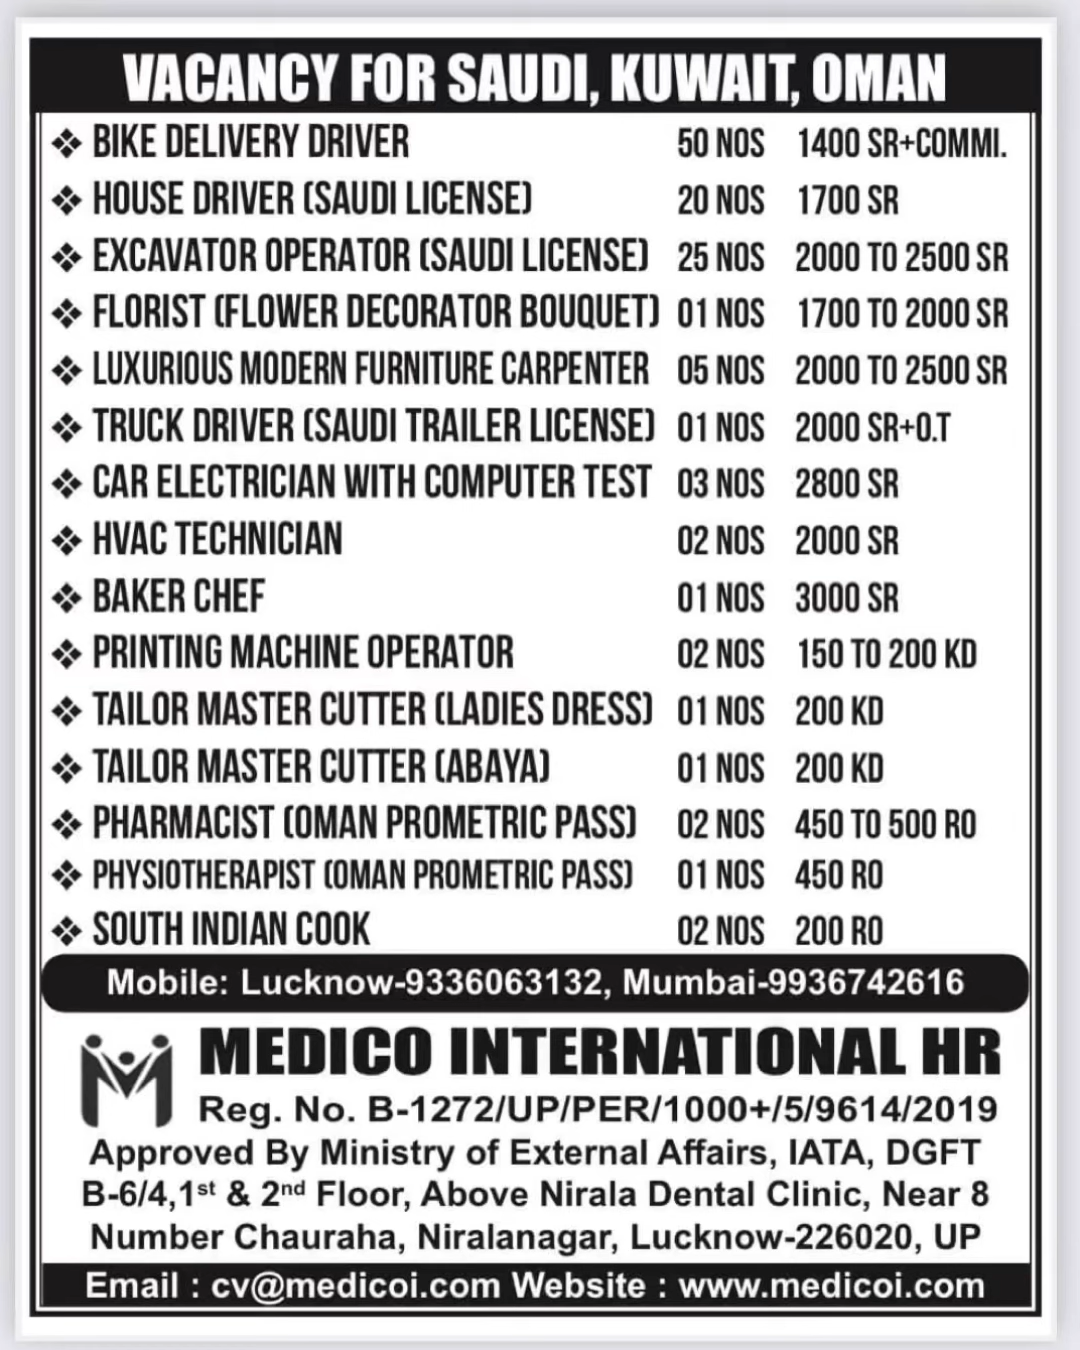 VACANCY FOR SAUDI, KUWAIT, OMAN
❖ BIKE DELIVERY DRIVER 50 NOS 1400 SR+COMMI.
❖ HOUSE DRIVER (SAUDI LICENSE) 20 NOS 1700 SR
❖ EXCAVATOR OPERATOR (SAUDI LICENSE) 25 NOS 2000 TO 2500 SR
❖ FLORIST (FLOWER DECORATOR BOUQUET) 01 NOS 1700 TO 2000 SR
❖ LUXURIOUS MODERN FURNITURE CARPENTER 05 NOS 2000 TO 2500 SR
❖ TRUCK DRIVER (SAUDI TRAILER LICENSE) 01 NOS 2000 SR+O.T
❖ CAR ELECTRICIAN WITH COMPUTER TEST 03 NOS 2800 SR
❖ HVAC TECHNICIAN 02 NOS 2000 SR
❖ BAKER CHEF 01 NOS 3000 SR
❖ PRINTING MACHINE OPERATOR 02 NOS 150 TO 200 KD
❖ TAILOR MASTER CUTTER (LADIES DRESS) 01 NOS 200 KD
❖ TAILOR MASTER CUTTER (ABAYA) 01 NOS 200 KD
❖ PHARMACIST (OMAN PROMETRIC PASS) 02 NOS 450 TO 500 RO
❖ PHYSIOTHERAPIST (OMAN PROMETRIC PASS) 01 NOS 450 RO
❖ SOUTH INDIAN COOK 02 NOS 200 RO
Mobile: Lucknow-9336063132, Mumbai-9936742616
MEDICO INTERNATIONAL HR
Reg. No. B-1272/UP/PER/1000+/5/9614/2019
Approved By Ministry of External Affairs, IATA, DGFT
B-6/4,1st & 2nd Floor, Above Nirala Dental Clinic, Near 8
Number Chauraha, Niralanagar, Lucknow-226020, UP
Email : cv@medicoi.com Website : www.medicoi.com